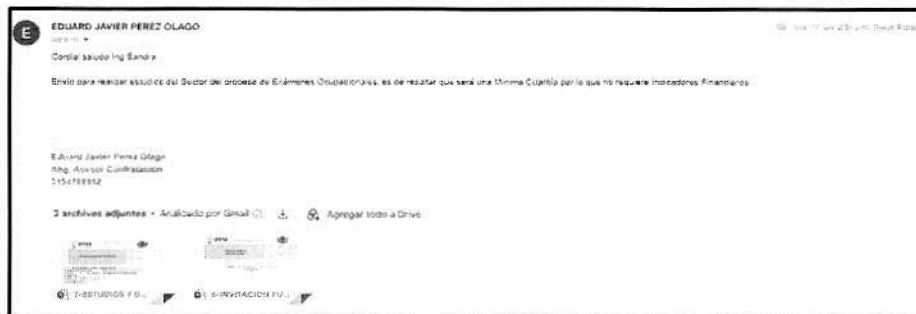 E
EDUARD JAVIER PEREZ OLAGO
Cordial saludo Ing Sandra
Envío para realizar estudios del Sector del proceso de Exámenes Ocupacionales, es de resaltar que será una Mínima Cuantía por lo que no requiere Indicadores Financieros
Eduard Javier Perez Olago
Abg. Asesor Contratación
2 archivos adjuntos • Analizado por Gmail
Agregar todo a Drive
7-ESTUDIOS Y D...
6-INVITACION PU...